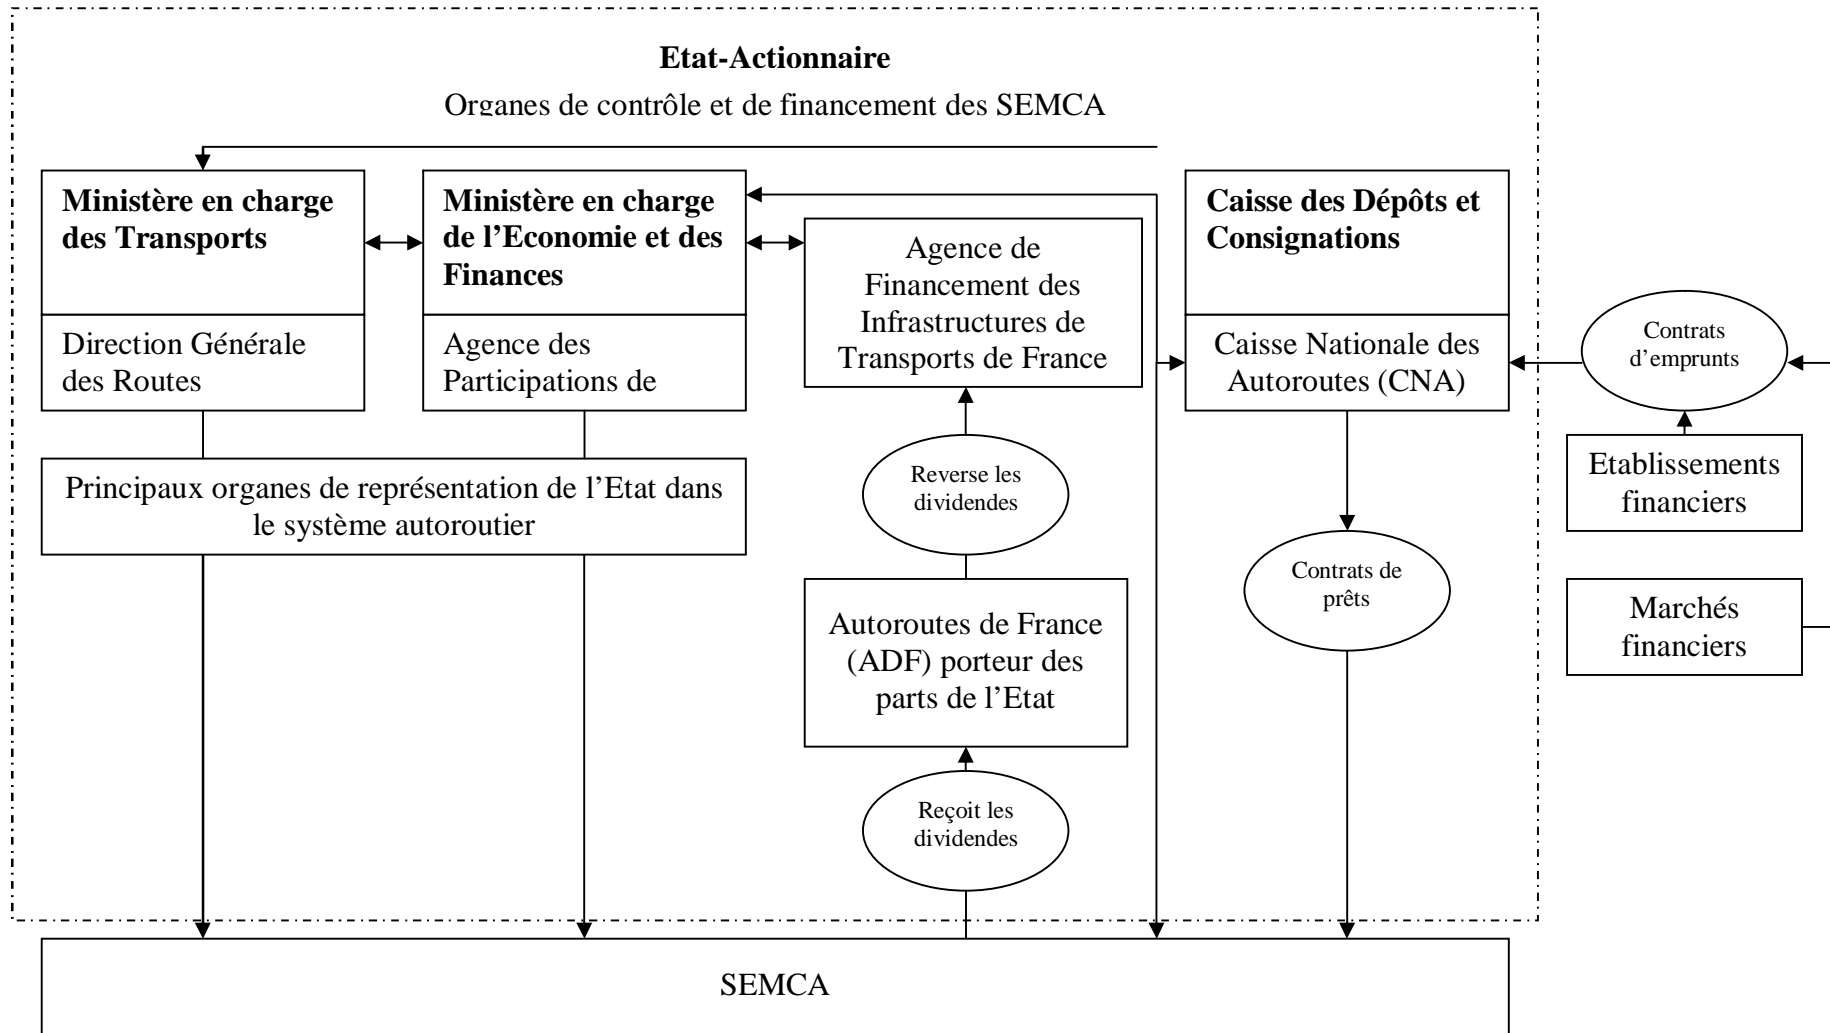 Etat-Actionnaire
Organes de contrôle et de financement des SEMCA
Ministère en charge
des Transports
Direction Générale
des Routes
Ministère en charge
de l’Economie et des
Finances
Agence des
Participations de
Agence de
Financement des
Infrastructures de
Transports de France
Caisse des Dépôts et
Consignations
Caisse Nationale des
Autoroutes (CNA)
Contrats
d’emprunts
Etablissements
financiers
Marchés
financiers
Principaux organes de représentation de l’Etat dans
le système autoroutier
Reverse les
dividendes
Contrats de
prêts
Autoroutes de France
(ADF) porteur des
parts de l’Etat
Reçoit les
dividendes
SEMCA